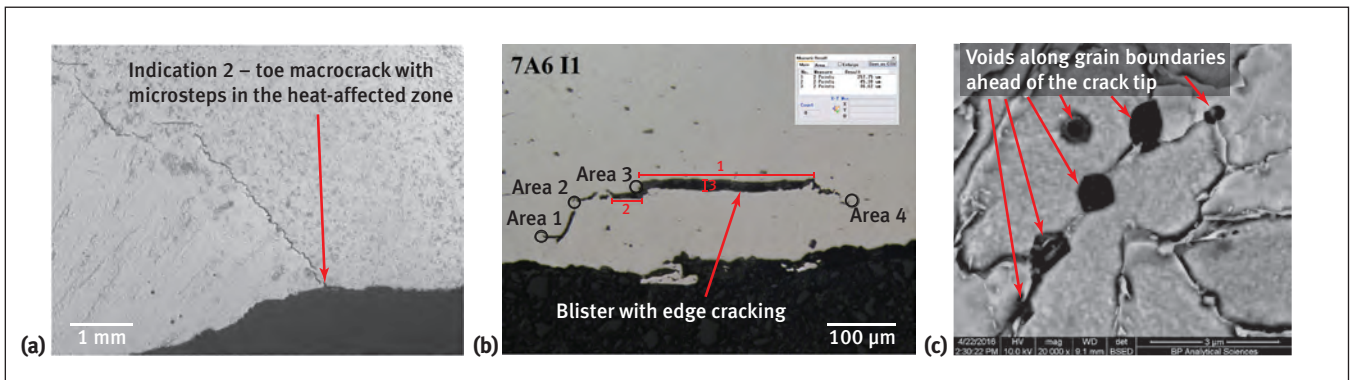 Indication 2 – toe macrocrack with
microsteps in the heat-affected zone
1 mm
(a)
7A6 I1
Area 1
Area 2
Area 3
1
2
3
Area 4
Blister with edge cracking
100 µm
(b)
Voids along grain boundaries
ahead of the crack tip
4/22/2016 HV mag WD det
2:30:22 PM 10.0 kV 20 000 x 9.1 mm BSED
3 µm
BP Analytical Sciences
(c)